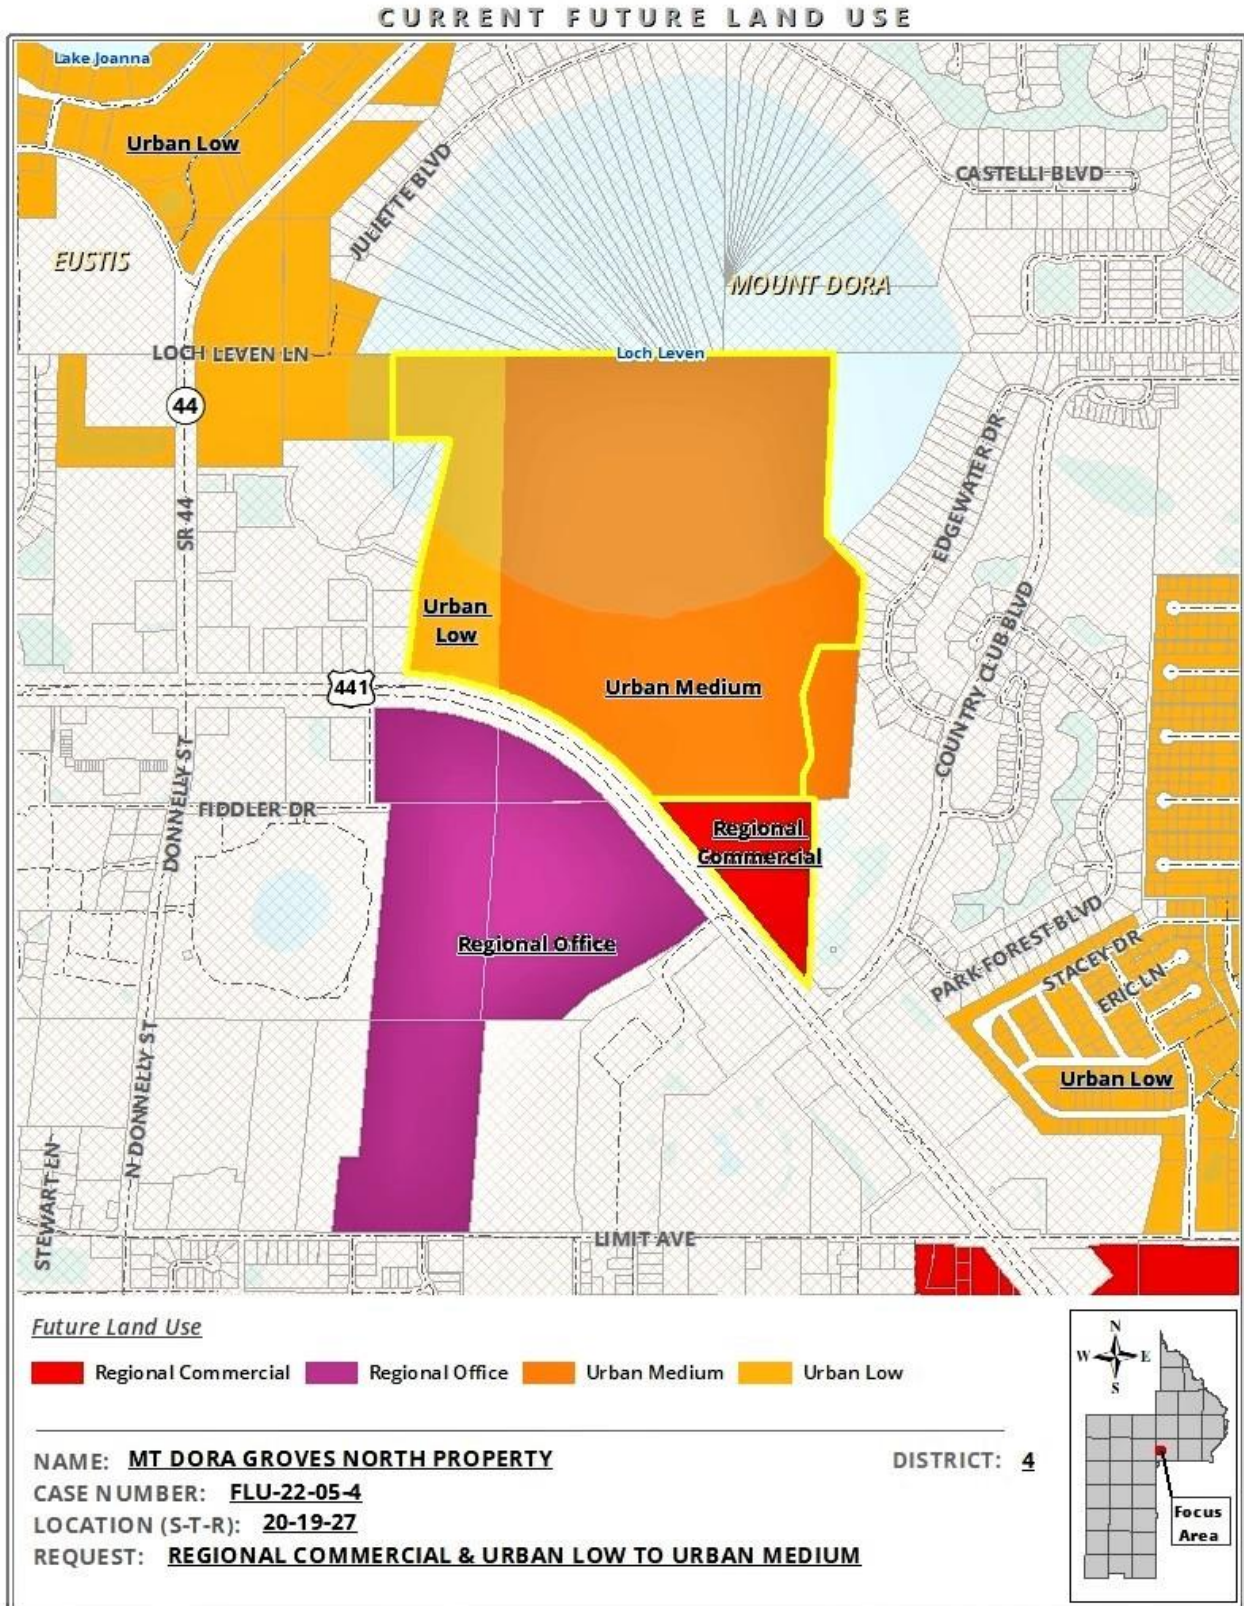 CURRENT FUTURE LAND USE
Lake Joanna
Urban Low
JULIETTE BLVD
CASTELLI BLVD
EUSTIS
MOUNT DORA
LOCH LEVEN LN
Loch Leven
44
SR 44
EDGEWATER DR
Urban
Low
COUNTRY CLUB BLVD
441
Urban Medium
DONNELLY ST
FIDDLER DR
Regional
Commercial
Regional Office
PARK FOREST BLVD
STACEY DR
ERIC LN
N DONNELLY ST
Urban Low
STEWART LN
LIMIT AVE
Future Land Use
Regional Commercial
Regional Office
Urban Medium
Urban Low
N
W E
S
NAME: MT DORA GROVES NORTH PROPERTY
DISTRICT: 4
CASE NUMBER: FLU-22-05-4
LOCATION (S-T-R): 20-19-27
REQUEST: REGIONAL COMMERCIAL & URBAN LOW TO URBAN MEDIUM
Focus
Area